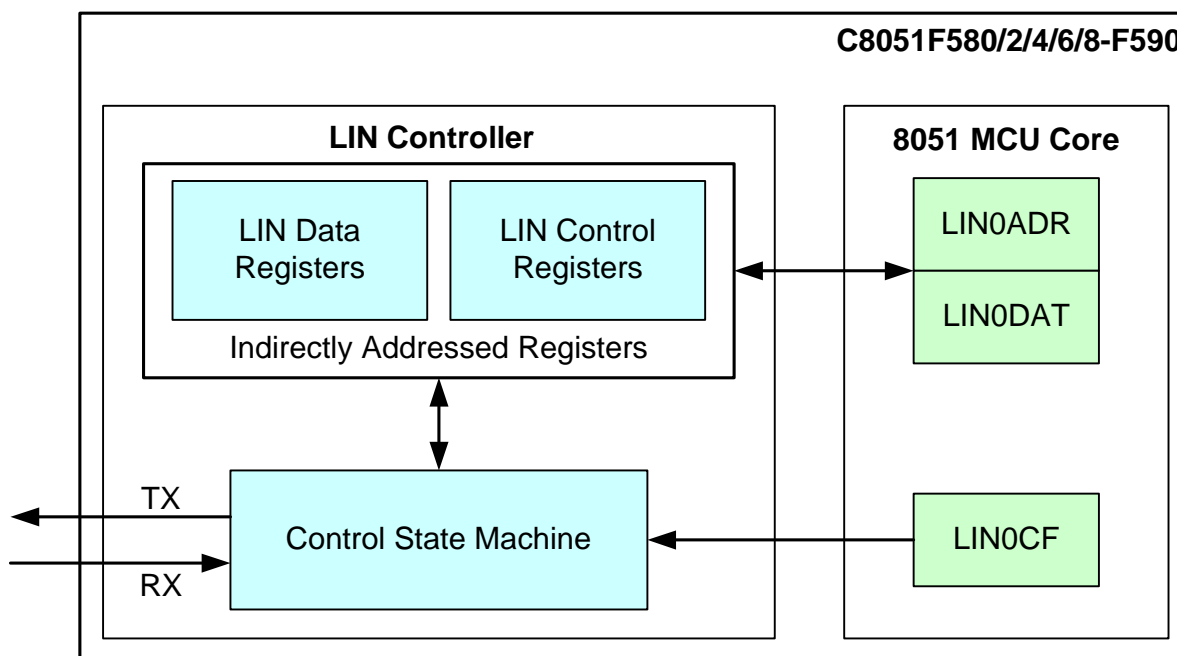 C8051F580/2/4/6/8-F590
LIN Controller
8051 MCU Core
LIN Data
Registers
LIN Control
Registers
Indirectly Addressed Registers
LIN0ADR
LIN0DAT
TX
RX
Control State Machine
LIN0CF